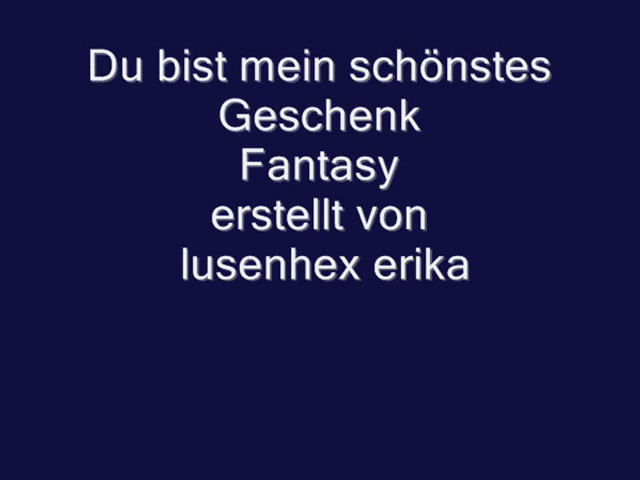 Du bist mein schönstes
Geschenk
Fantasy
erstellt von
lusenhex erika